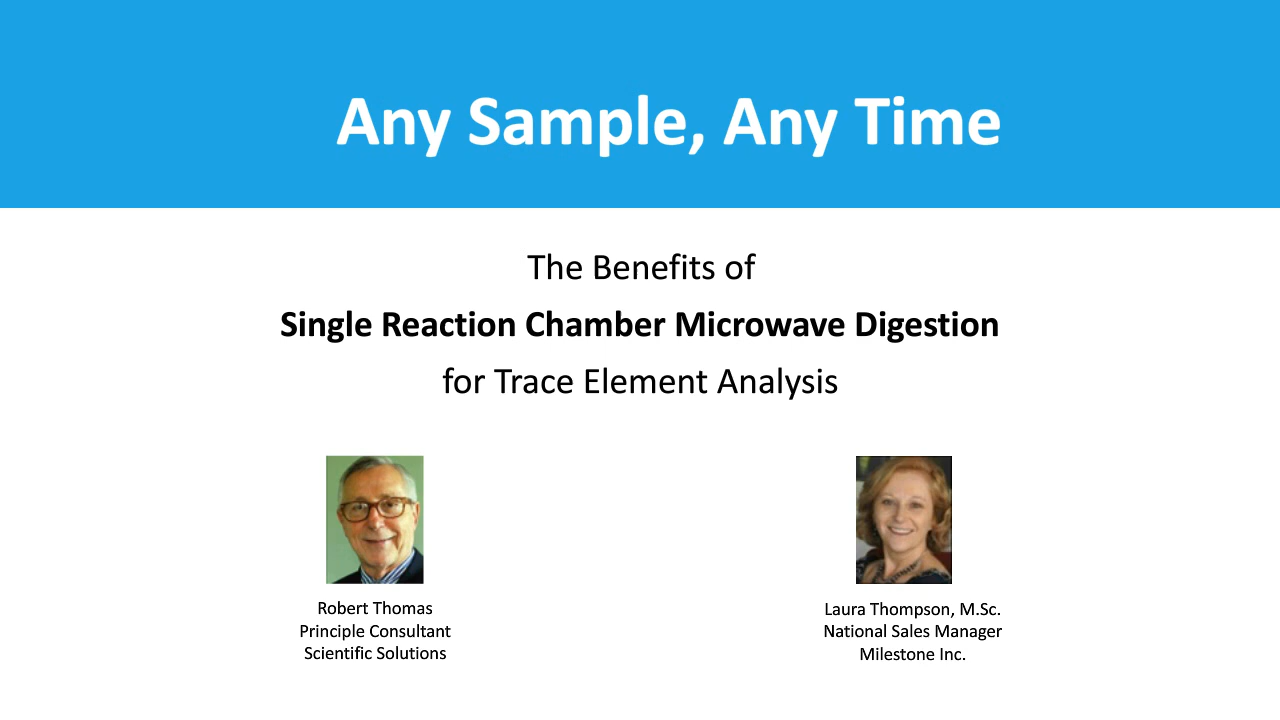 Any Sample, Any Time
The Benefits of
Single Reaction Chamber Microwave Digestion
for Trace Element Analysis
Robert Thomas
Principle Consultant
Scientific Solutions
Laura Thompson, M.Sc.
National Sales Manager
Milestone Inc.